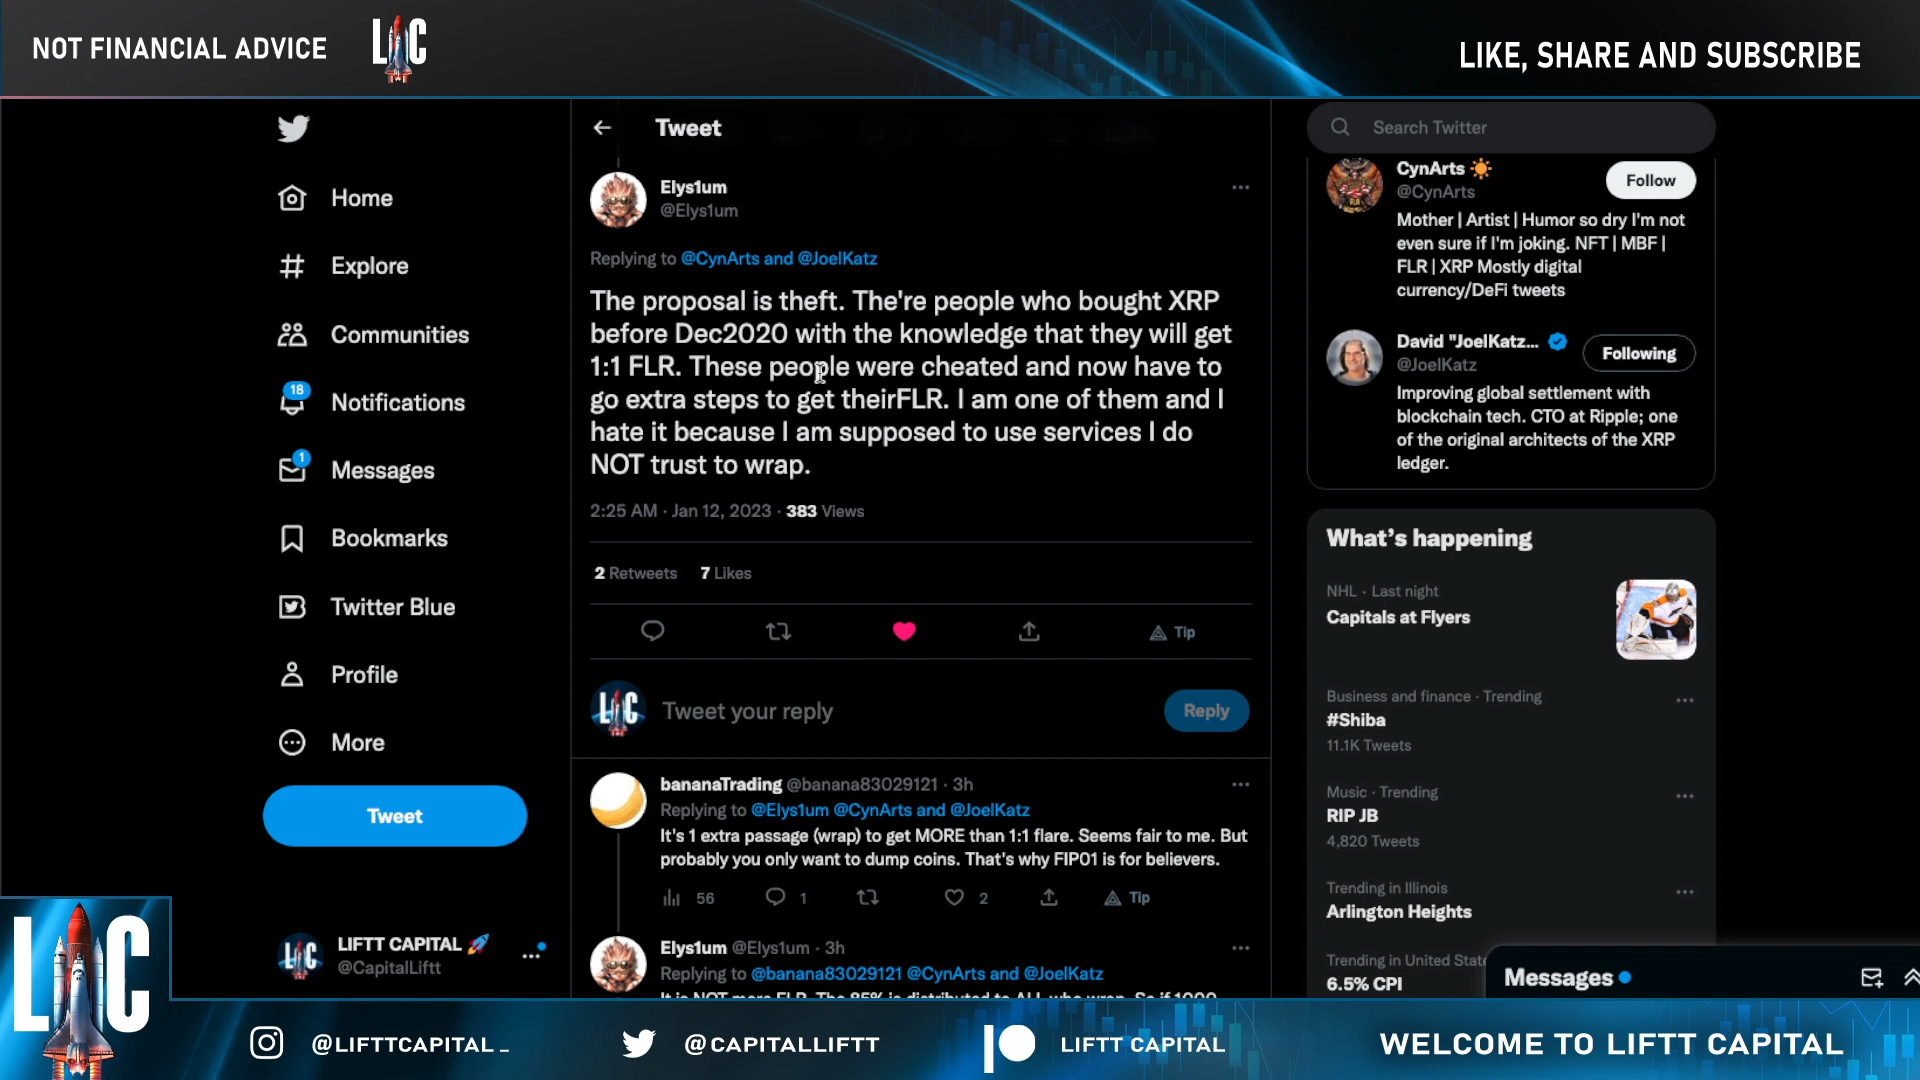 NOT FINANCIAL ADVICE
LC
LIKE, SHARE AND SUBSCRIBE
Home
Explore
Communities
18
Notifications
1
Messages
Bookmarks
Twitter Blue
Profile
More
Tweet
LIFTT CAPITAL
@CapitalLiftt
Tweet
Elys1um
@Elys1um
Replying to @CynArts and @JoelKatz
The proposal is theft. The're people who bought XRP
before Dec2020 with the knowledge that they will get
1:1 FLR. These people were cheated and now have to
go extra steps to get theirFLR. I am one of them and I
hate it because I am supposed to use services I do
NOT trust to wrap.
2:25 AM · Jan 12, 2023 · 383 Views
2 Retweets 7 Likes
Tip
LC
Tweet your reply
Reply
bananaTrading @banana83029121 · 3h
Replying to @Elys1um @CynArts and @JoelKatz
It's 1 extra passage (wrap) to get MORE than 1:1 flare. Seems fair to me. But
probably you only want to dump coins. That's why FIP01 is for believers.
56 1 2 Tip
Elys1um @Elys1um · 3h
Replying to @banana83029121 @CynArts and @JoelKatz
It is NOT more FLR. The 85% is distributed to ALL who wrap. So if 1000
Search Twitter
CynArts
@CynArts
Follow
Mother | Artist | Humor so dry I'm not
even sure if I'm joking. NFT | MBF |
FLR | XRP Mostly digital
currency/DeFi tweets
David "JoelKatz...
@JoelKatz
Following
Improving global settlement with
blockchain tech. CTO at Ripple; one
of the original architects of the XRP
ledger.
What's happening
NHL · Last night
Capitals at Flyers
Business and finance · Trending
#Shiba
11.1K Tweets
Music · Trending
RIP JB
4,820 Tweets
Trending in Illinois
Arlington Heights
Trending in United State
6.5% CPI
Messages
LC
@LIFTTCAPITAL_
@CAPITALLIFTT
LIFTT CAPITAL
WELCOME TO LIFTT CAPITAL